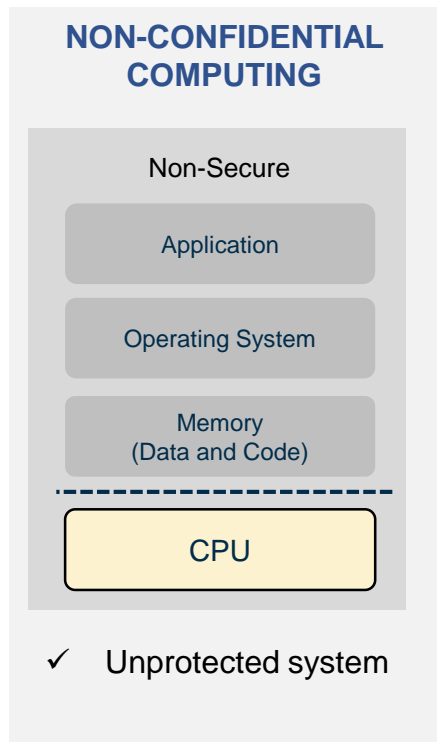 NON-CONFIDENTIAL
COMPUTING
Non-Secure
Application
Operating System
Memory
(Data and Code)
CPU
✓ Unprotected system